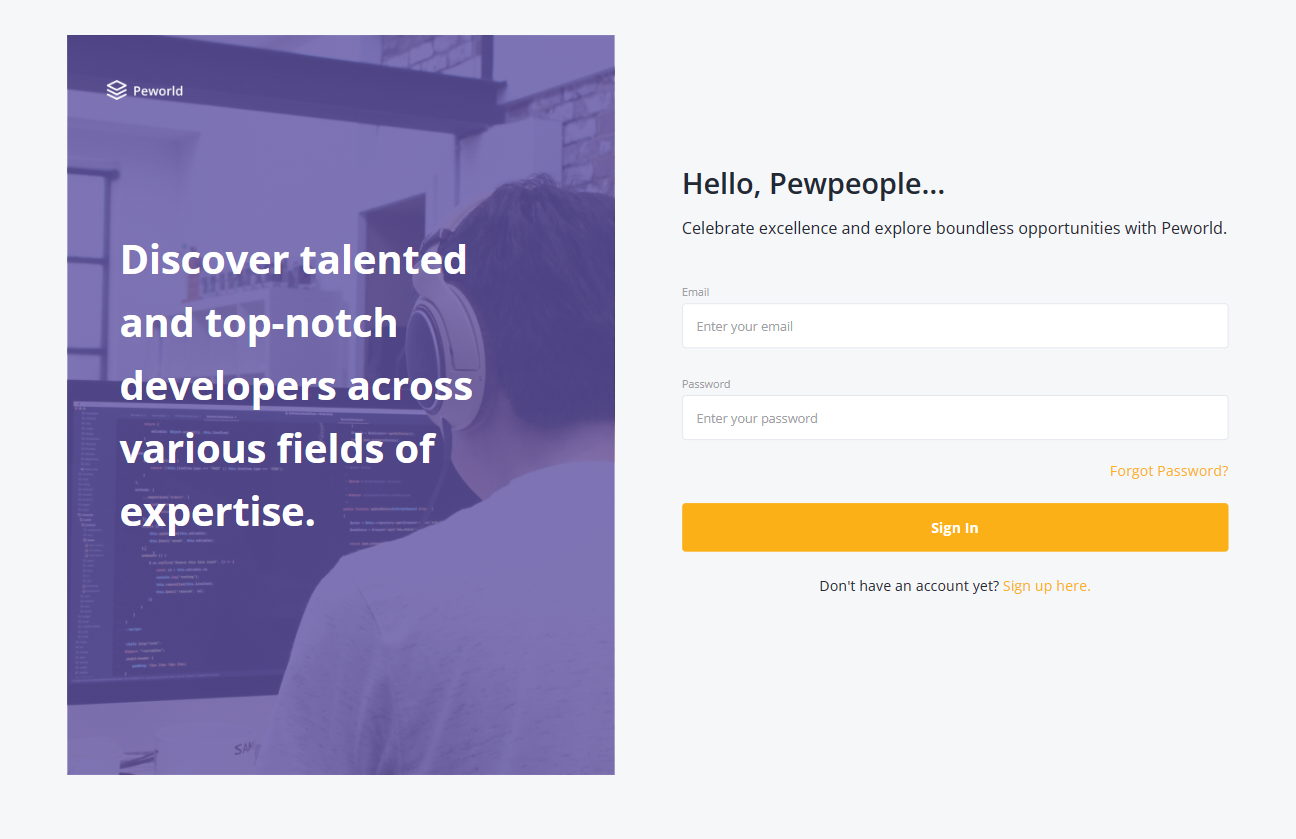 Peworld
Discover talented
and top-notch
developers across
various fields of
expertise.
Hello, Pewpeople...
Celebrate excellence and explore boundless opportunities with Peworld.
Email
Enter your email
Password
Enter your password
Forgot Password?
Sign In
Don't have an account yet? Sign up here.